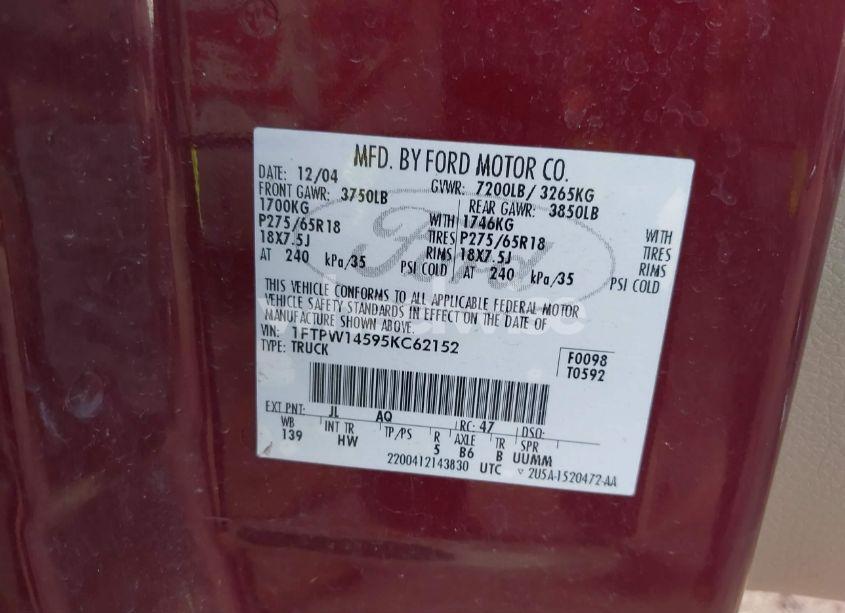 MFD. BY FORD MOTOR CO.
DATE: 12/04 GVWR: 7200LB/ 3265KG
FRONT GAWR: 3750LB REAR GAWR: 3850LB
1700KG WITH 1746KG WITH
P275/65R18 TIRES P275/65R18 TIRES
18X7.5J RIMS 18X7.5J RIMS
AT 240 kPa/35 PSI COLD AT 240 kPa/35 PSI COLD
THIS VEHICLE CONFORMS TO ALL APPLICABLE FEDERAL MOTOR
VEHICLE SAFETY STANDARDS IN EFFECT ON THE DATE OF
MANUFACTURE SHOWN ABOVE.
VIN: 1FTPW14595KC62152
TYPE: TRUCK
F0098
T0592
EXT PNT: JL AQ RC: 47 DSO:
WB INT TR TP/PS R AXLE TR SPR
139 HW 5 B6 B UUMM
2200412143830 UTC 2U5A-1520472-AA
Ford